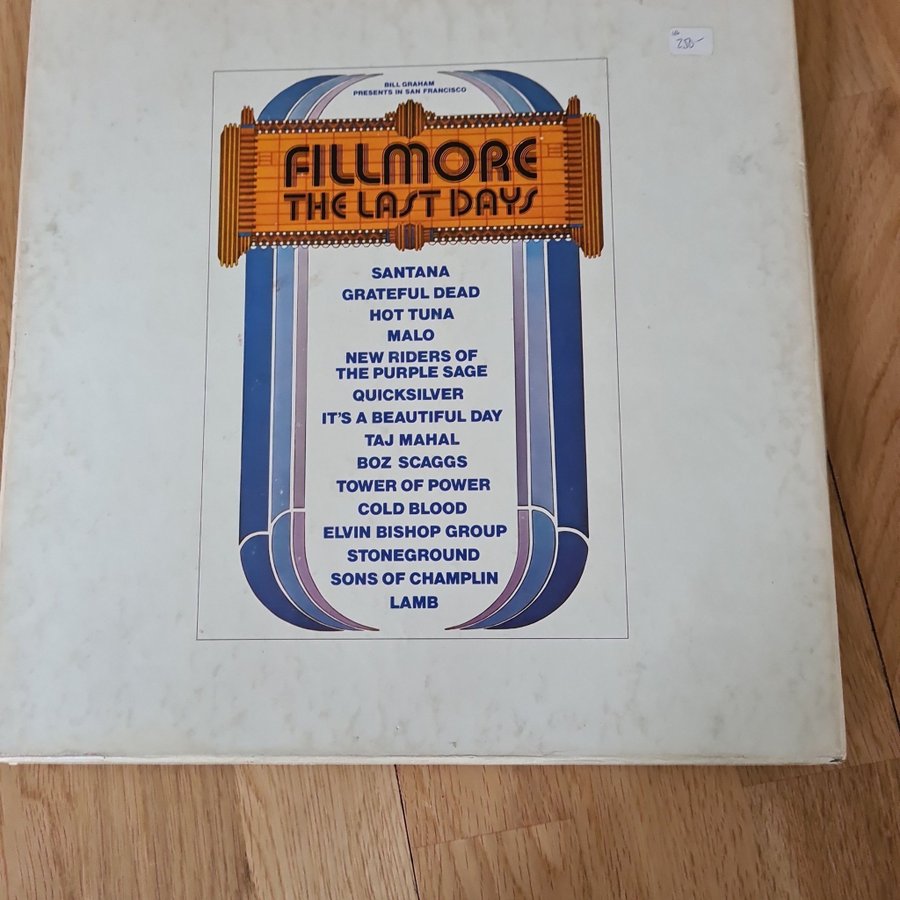 250-
BILL GRAHAM
PRESENTS IN SAN FRANCISCO
FILLMORE
THE LAST DAYS
SANTANA
GRATEFUL DEAD
HOT TUNA
MALO
NEW RIDERS OF
THE PURPLE SAGE
QUICKSILVER
IT'S A BEAUTIFUL DAY
TAJ MAHAL
BOZ SCAGGS
TOWER OF POWER
COLD BLOOD
ELVIN BISHOP GROUP
STONEGROUND
SONS OF CHAMPLIN
LAMB